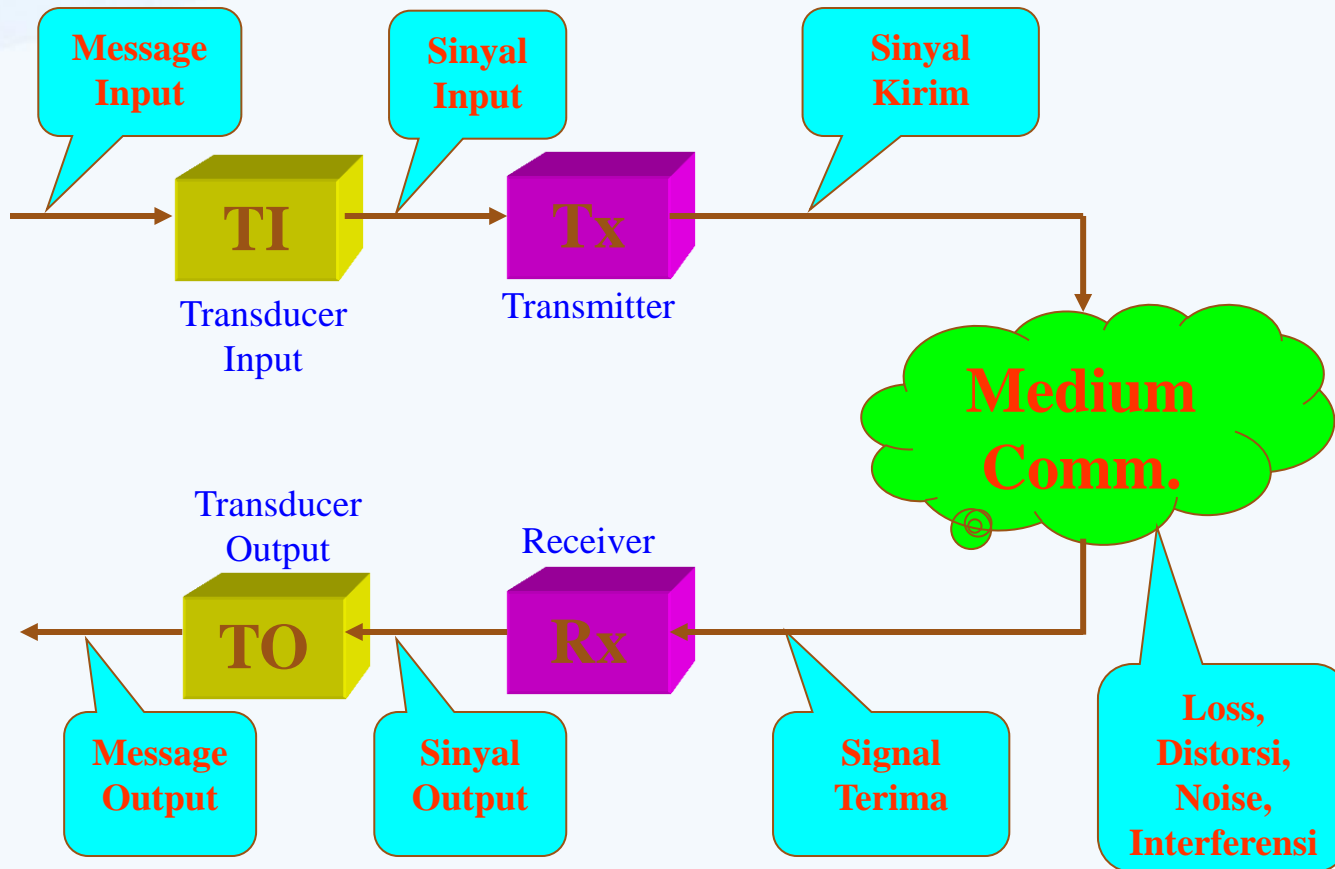 Message
Input
Sinyal
Input
Sinyal
Kirim
TI
Tx
Transducer
Input
Transmitter
Medium
Comm.
Transducer
Output
Receiver
TO
Rx
Message
Output
Sinyal
Output
Signal
Terima
Loss,
Distorsi,
Noise,
Interferensi